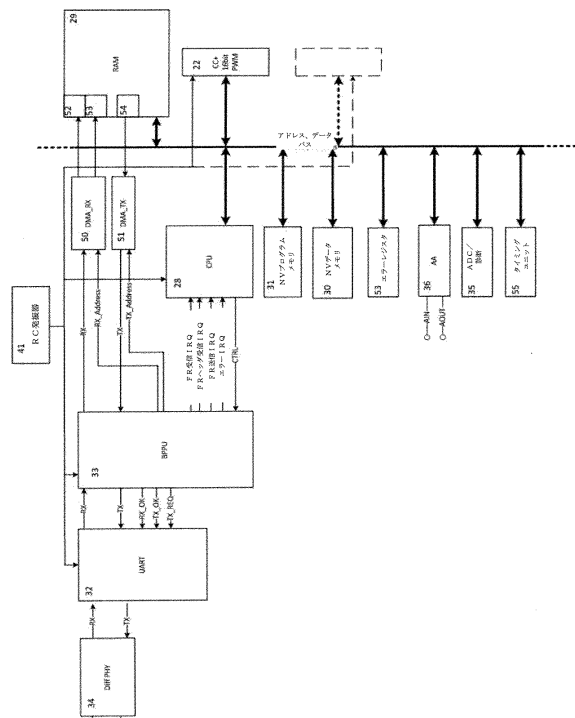 29
RAM
52
53
54
22
CC+
16bit
PWM
アドレス、データ
バス
50
DMA_RX
51
DMA_TX
41
RC発振器
RX
RX_Address
TX
TX_Address
28
CPU
FR受信IRQ
FRヘッダ受信IRQ
FR送信IRQ
エラーIRQ
CTRL
33
BPPU
RX
TX
RX_OK
TX_OK
TX_REQ
32
UART
RX
TX
34
Diff.PHY
31
NVプログラム
メモリ
30
NVデータ
メモリ
53
エラーレジスタ
36
AA
AIN
AOUT
35
ADC/
診断
55
タイミング
ユニット